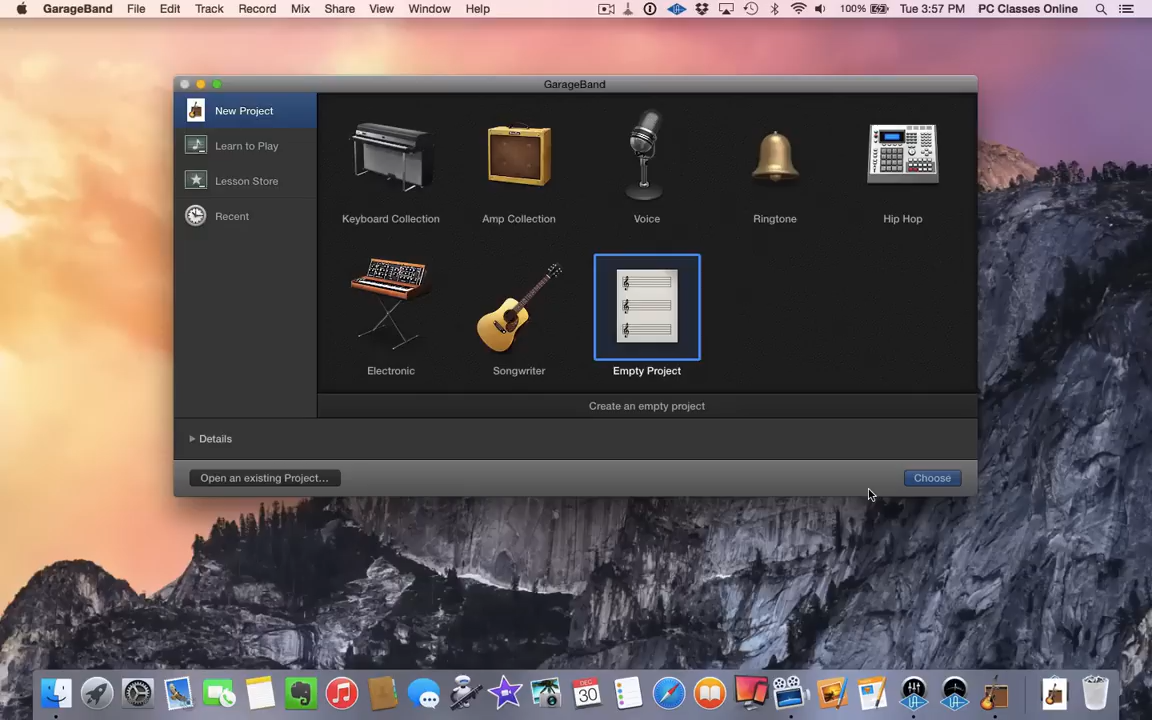 GarageBand File Edit Track Record Mix Share View Window Help 100% Tue 3:57 PM PC Classes Online
GarageBand
New Project
Learn to Play
Lesson Store
Recent
Keyboard Collection Amp Collection Voice Ringtone Hip Hop
Electronic Songwriter Empty Project
Create an empty project
Details
Open an existing Project... Choose
DEC
30